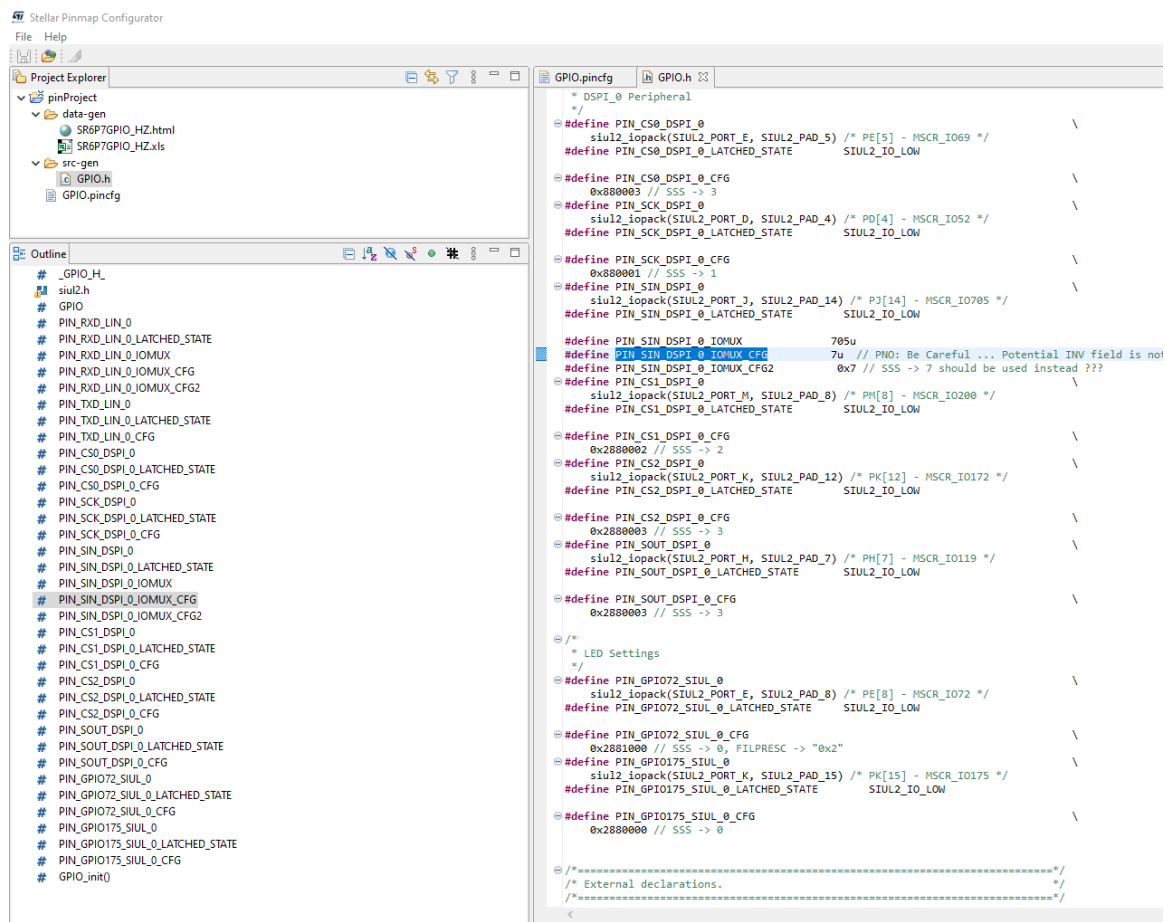 Stellar Pinmap Configurator
File Help
Project Explorer
pinProject
data-gen
SR6P7GPIO_HZ.html
SR6P7GPIO_HZ.xls
src-gen
GPIO.h
GPIO.pincfg
Outline
_GPIO_H_
siul2.h
GPIO
PIN_RXD_LIN_0
PIN_RXD_LIN_0_LATCHED_STATE
PIN_RXD_LIN_0_IOMUX
PIN_RXD_LIN_0_IOMUX_CFG
PIN_RXD_LIN_0_IOMUX_CFG2
PIN_TXD_LIN_0
PIN_TXD_LIN_0_LATCHED_STATE
PIN_TXD_LIN_0_CFG
PIN_CS0_DSPI_0
PIN_CS0_DSPI_0_LATCHED_STATE
PIN_CS0_DSPI_0_CFG
PIN_SCK_DSPI_0
PIN_SCK_DSPI_0_LATCHED_STATE
PIN_SCK_DSPI_0_CFG
PIN_SIN_DSPI_0
PIN_SIN_DSPI_0_LATCHED_STATE
PIN_SIN_DSPI_0_IOMUX
PIN_SIN_DSPI_0_IOMUX_CFG
PIN_SIN_DSPI_0_IOMUX_CFG2
PIN_CS1_DSPI_0
PIN_CS1_DSPI_0_LATCHED_STATE
PIN_CS1_DSPI_0_CFG
PIN_CS2_DSPI_0
PIN_CS2_DSPI_0_LATCHED_STATE
PIN_CS2_DSPI_0_CFG
PIN_SOUT_DSPI_0
PIN_SOUT_DSPI_0_LATCHED_STATE
PIN_SOUT_DSPI_0_CFG
PIN_GPIO72_SIUL_0
PIN_GPIO72_SIUL_0_LATCHED_STATE
PIN_GPIO72_SIUL_0_CFG
PIN_GPIO175_SIUL_0
PIN_GPIO175_SIUL_0_LATCHED_STATE
PIN_GPIO175_SIUL_0_CFG
GPIO_init()
GPIO.pincfg GPIO.h
* DSPI_0 Peripheral
*/
#define PIN_CS0_DSPI_0 \
siul2_iopack(SIUL2_PORT_E, SIUL2_PAD_5) /* PE[5] - MSCR_IO69 */
#define PIN_CS0_DSPI_0_LATCHED_STATE SIUL2_IO_LOW
#define PIN_CS0_DSPI_0_CFG \
0x880003 // SSS -> 3
#define PIN_SCK_DSPI_0 \
siul2_iopack(SIUL2_PORT_D, SIUL2_PAD_4) /* PD[4] - MSCR_IO52 */
#define PIN_SCK_DSPI_0_LATCHED_STATE SIUL2_IO_LOW
#define PIN_SCK_DSPI_0_CFG \
0x880001 // SSS -> 1
#define PIN_SIN_DSPI_0 \
siul2_iopack(SIUL2_PORT_J, SIUL2_PAD_14) /* PJ[14] - MSCR_IO705 */
#define PIN_SIN_DSPI_0_LATCHED_STATE SIUL2_IO_LOW
#define PIN_SIN_DSPI_0_IOMUX 705u
#define PIN_SIN_DSPI_0_IOMUX_CFG 7u // PNO: Be Careful ... Potential INV field is not
#define PIN_SIN_DSPI_0_IOMUX_CFG2 0x7 // SSS -> 7 should be used instead ???
#define PIN_CS1_DSPI_0 \
siul2_iopack(SIUL2_PORT_M, SIUL2_PAD_8) /* PM[8] - MSCR_IO200 */
#define PIN_CS1_DSPI_0_LATCHED_STATE SIUL2_IO_LOW
#define PIN_CS1_DSPI_0_CFG \
0x2880002 // SSS -> 2
#define PIN_CS2_DSPI_0 \
siul2_iopack(SIUL2_PORT_K, SIUL2_PAD_12) /* PK[12] - MSCR_IO172 */
#define PIN_CS2_DSPI_0_LATCHED_STATE SIUL2_IO_LOW
#define PIN_CS2_DSPI_0_CFG \
0x2880003 // SSS -> 3
#define PIN_SOUT_DSPI_0 \
siul2_iopack(SIUL2_PORT_H, SIUL2_PAD_7) /* PH[7] - MSCR_IO119 */
#define PIN_SOUT_DSPI_0_LATCHED_STATE SIUL2_IO_LOW
#define PIN_SOUT_DSPI_0_CFG \
0x2880003 // SSS -> 3
/*
* LED Settings
*/
#define PIN_GPIO72_SIUL_0 \
siul2_iopack(SIUL2_PORT_E, SIUL2_PAD_8) /* PE[8] - MSCR_IO72 */
#define PIN_GPIO72_SIUL_0_LATCHED_STATE SIUL2_IO_LOW
#define PIN_GPIO72_SIUL_0_CFG \
0x2881000 // SSS -> 0, FILPRESC -> "0x2"
#define PIN_GPIO175_SIUL_0 \
siul2_iopack(SIUL2_PORT_K, SIUL2_PAD_15) /* PK[15] - MSCR_IO175 */
#define PIN_GPIO175_SIUL_0_LATCHED_STATE SIUL2_IO_LOW
#define PIN_GPIO175_SIUL_0_CFG \
0x2880000 // SSS -> 0
/*===========================================================================*/
/* External declarations. */
/*===========================================================================*/